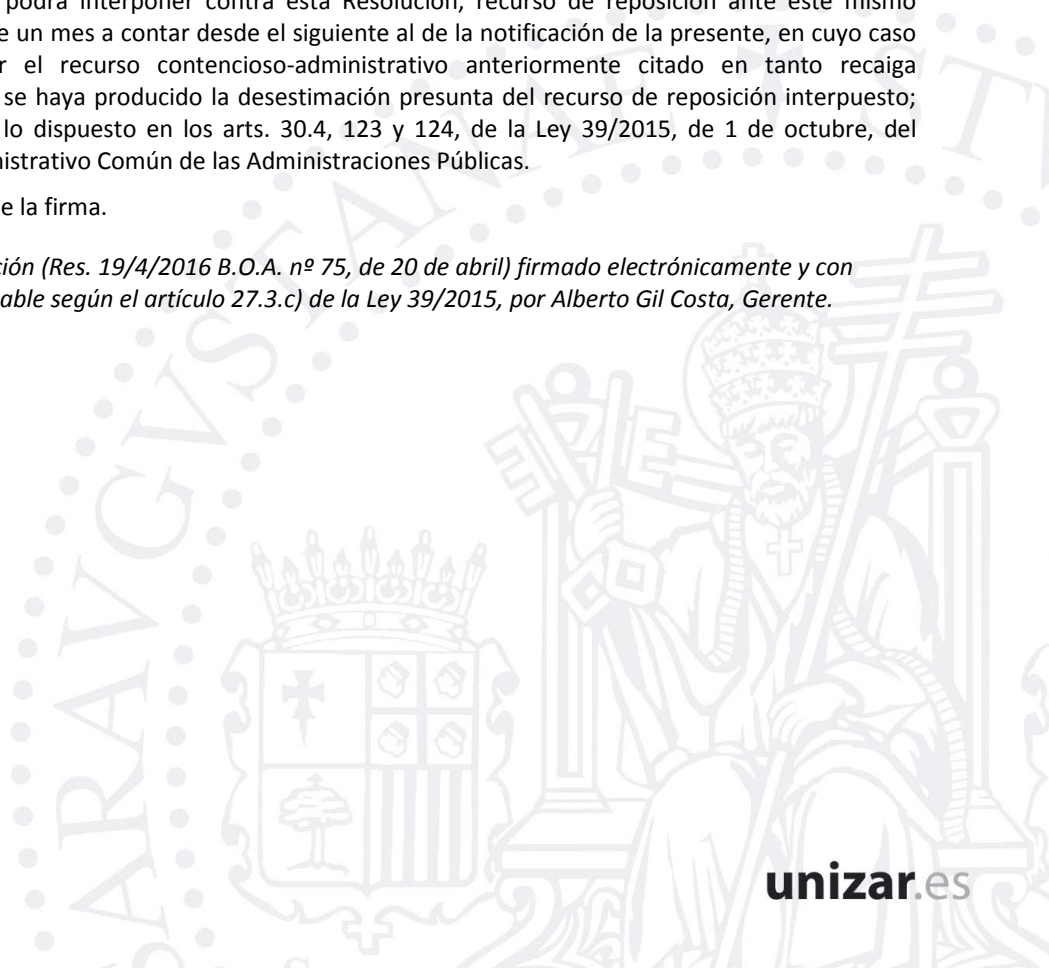 podrá interponer contra esta Resolución, recurso de reposición ante este mismo
e un mes a contar desde el siguiente al de la notificación de la presente, en cuyo caso
r el recurso contencioso-administrativo anteriormente citado en tanto recaiga
se haya producido la desestimación presunta del recurso de reposición interpuesto;
lo dispuesto en los arts. 30.4, 123 y 124, de la Ley 39/2015, de 1 de octubre, del
nistrativo Común de las Administraciones Públicas.
e la firma.
ción (Res. 19/4/2016 B.O.A. nº 75, de 20 de abril) firmado electrónicamente y con
able según el artículo 27.3.c) de la Ley 39/2015, por Alberto Gil Costa, Gerente.
ARAVGVSTANAE ST
unizar.es